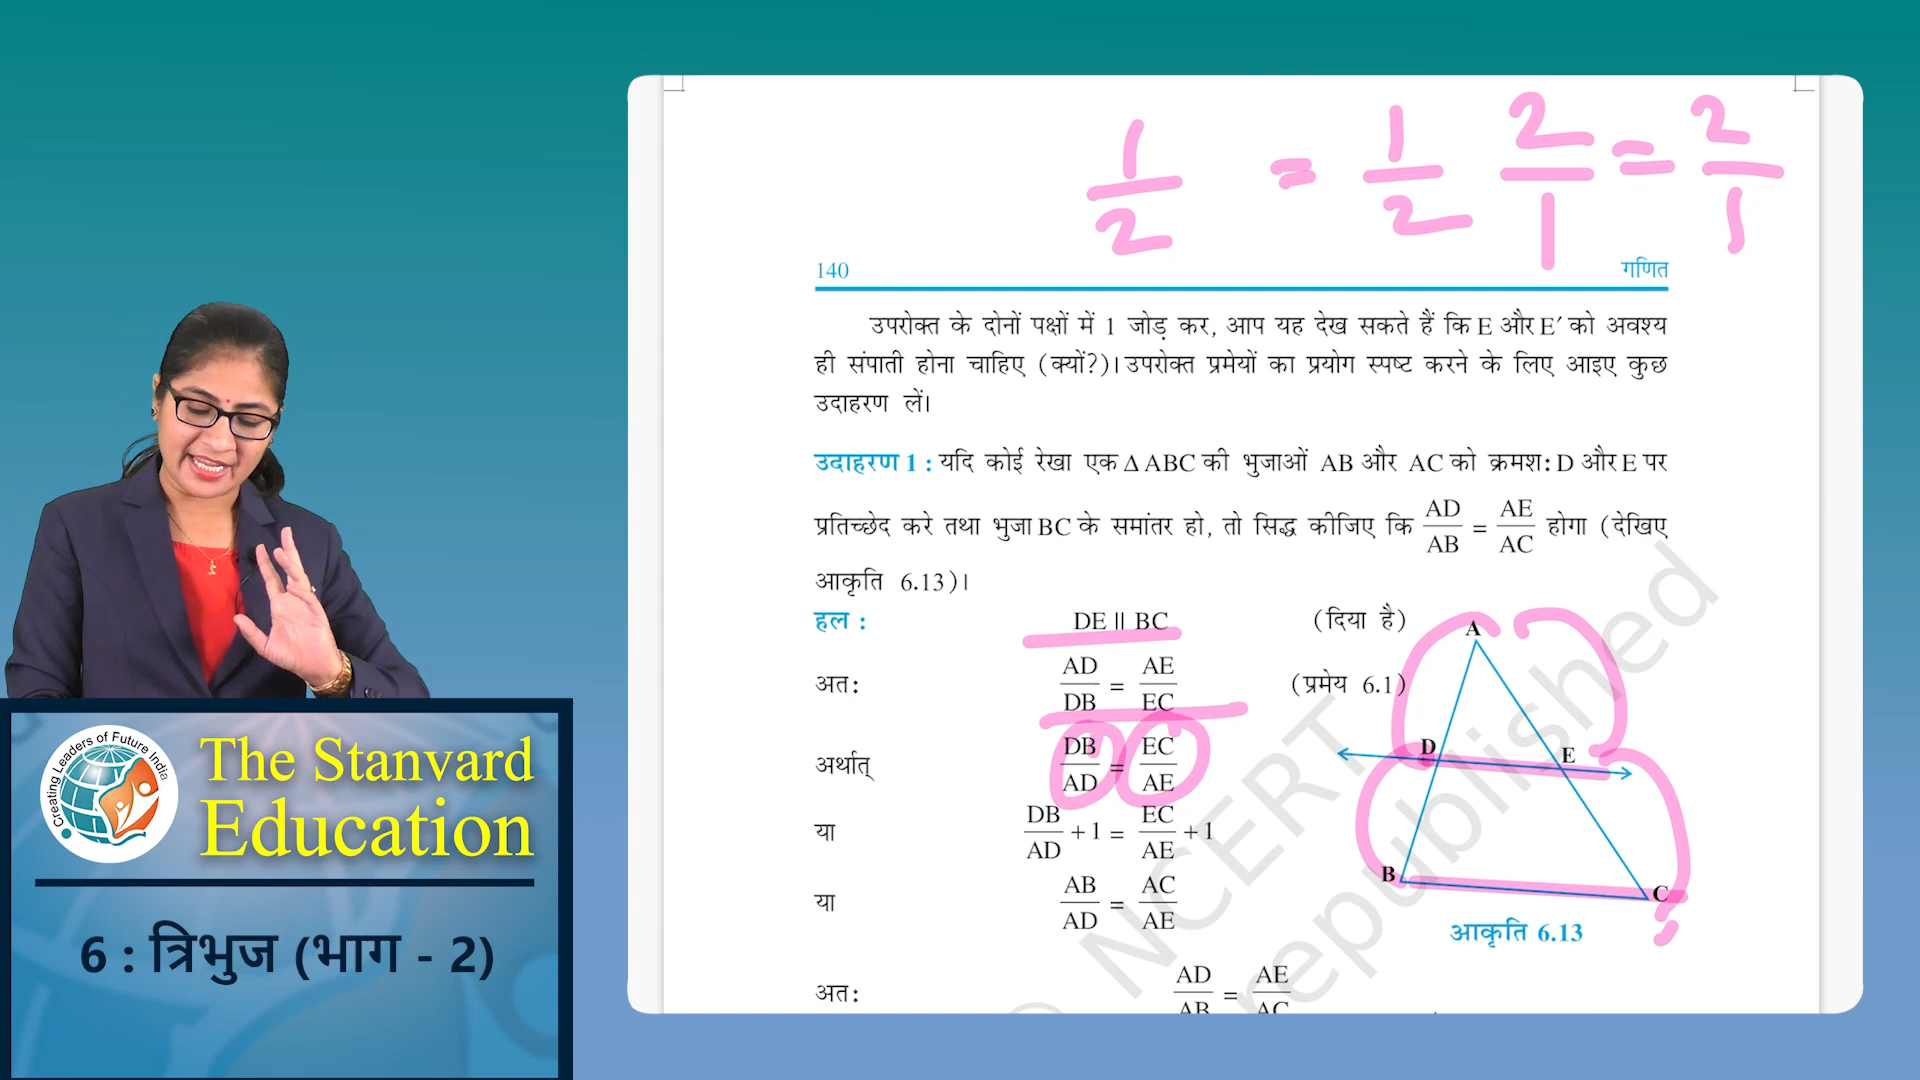 1/2 = 1/2 2/1 = 2/1
140 गणित
उपरोक्त के दोनों पक्षों में 1 जोड़ कर, आप यह देख सकते हैं कि E और E′ को अवश्य
ही संपाती होना चाहिए (क्यों?)। उपरोक्त प्रमेयों का प्रयोग स्पष्ट करने के लिए आइए कुछ
उदाहरण लें।
उदाहरण 1 : यदि कोई रेखा एक Δ ABC की भुजाओं AB और AC को क्रमश: D और E पर
प्रतिच्छेद करे तथा भुजा BC के समांतर हो, तो सिद्ध कीजिए कि AD/AB = AE/AC होगा (देखिए
आकृति 6.13)।
हल : DE || BC (दिया है)
अत: AD/DB = AE/EC (प्रमेय 6.1)
अर्थात् DB/AD = EC/AE
या DB/AD + 1 = EC/AE + 1
या AB/AD = AC/AE
अत: AD/AB = AE/AC
A
D
E
B
C
आकृति 6.13
NCERT
republished
Creating Leaders of Future India
The Stanvard
Education
6 : त्रिभुज (भाग - 2)